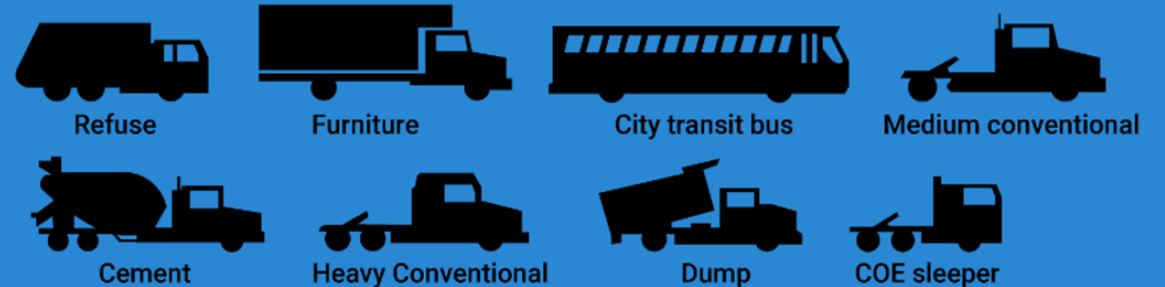 Refuse
Furniture
City transit bus
Medium conventional
Cement
Heavy Conventional
Dump
COE sleeper